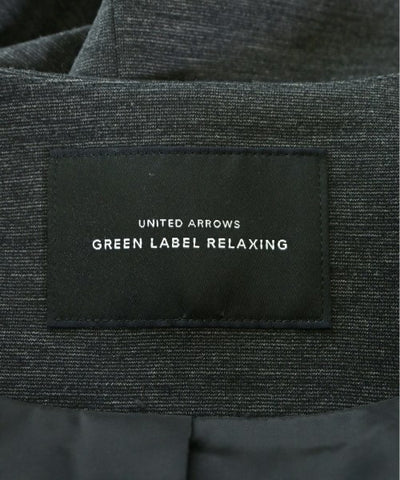 UNITED ARROWS
GREEN LABEL RELAXING